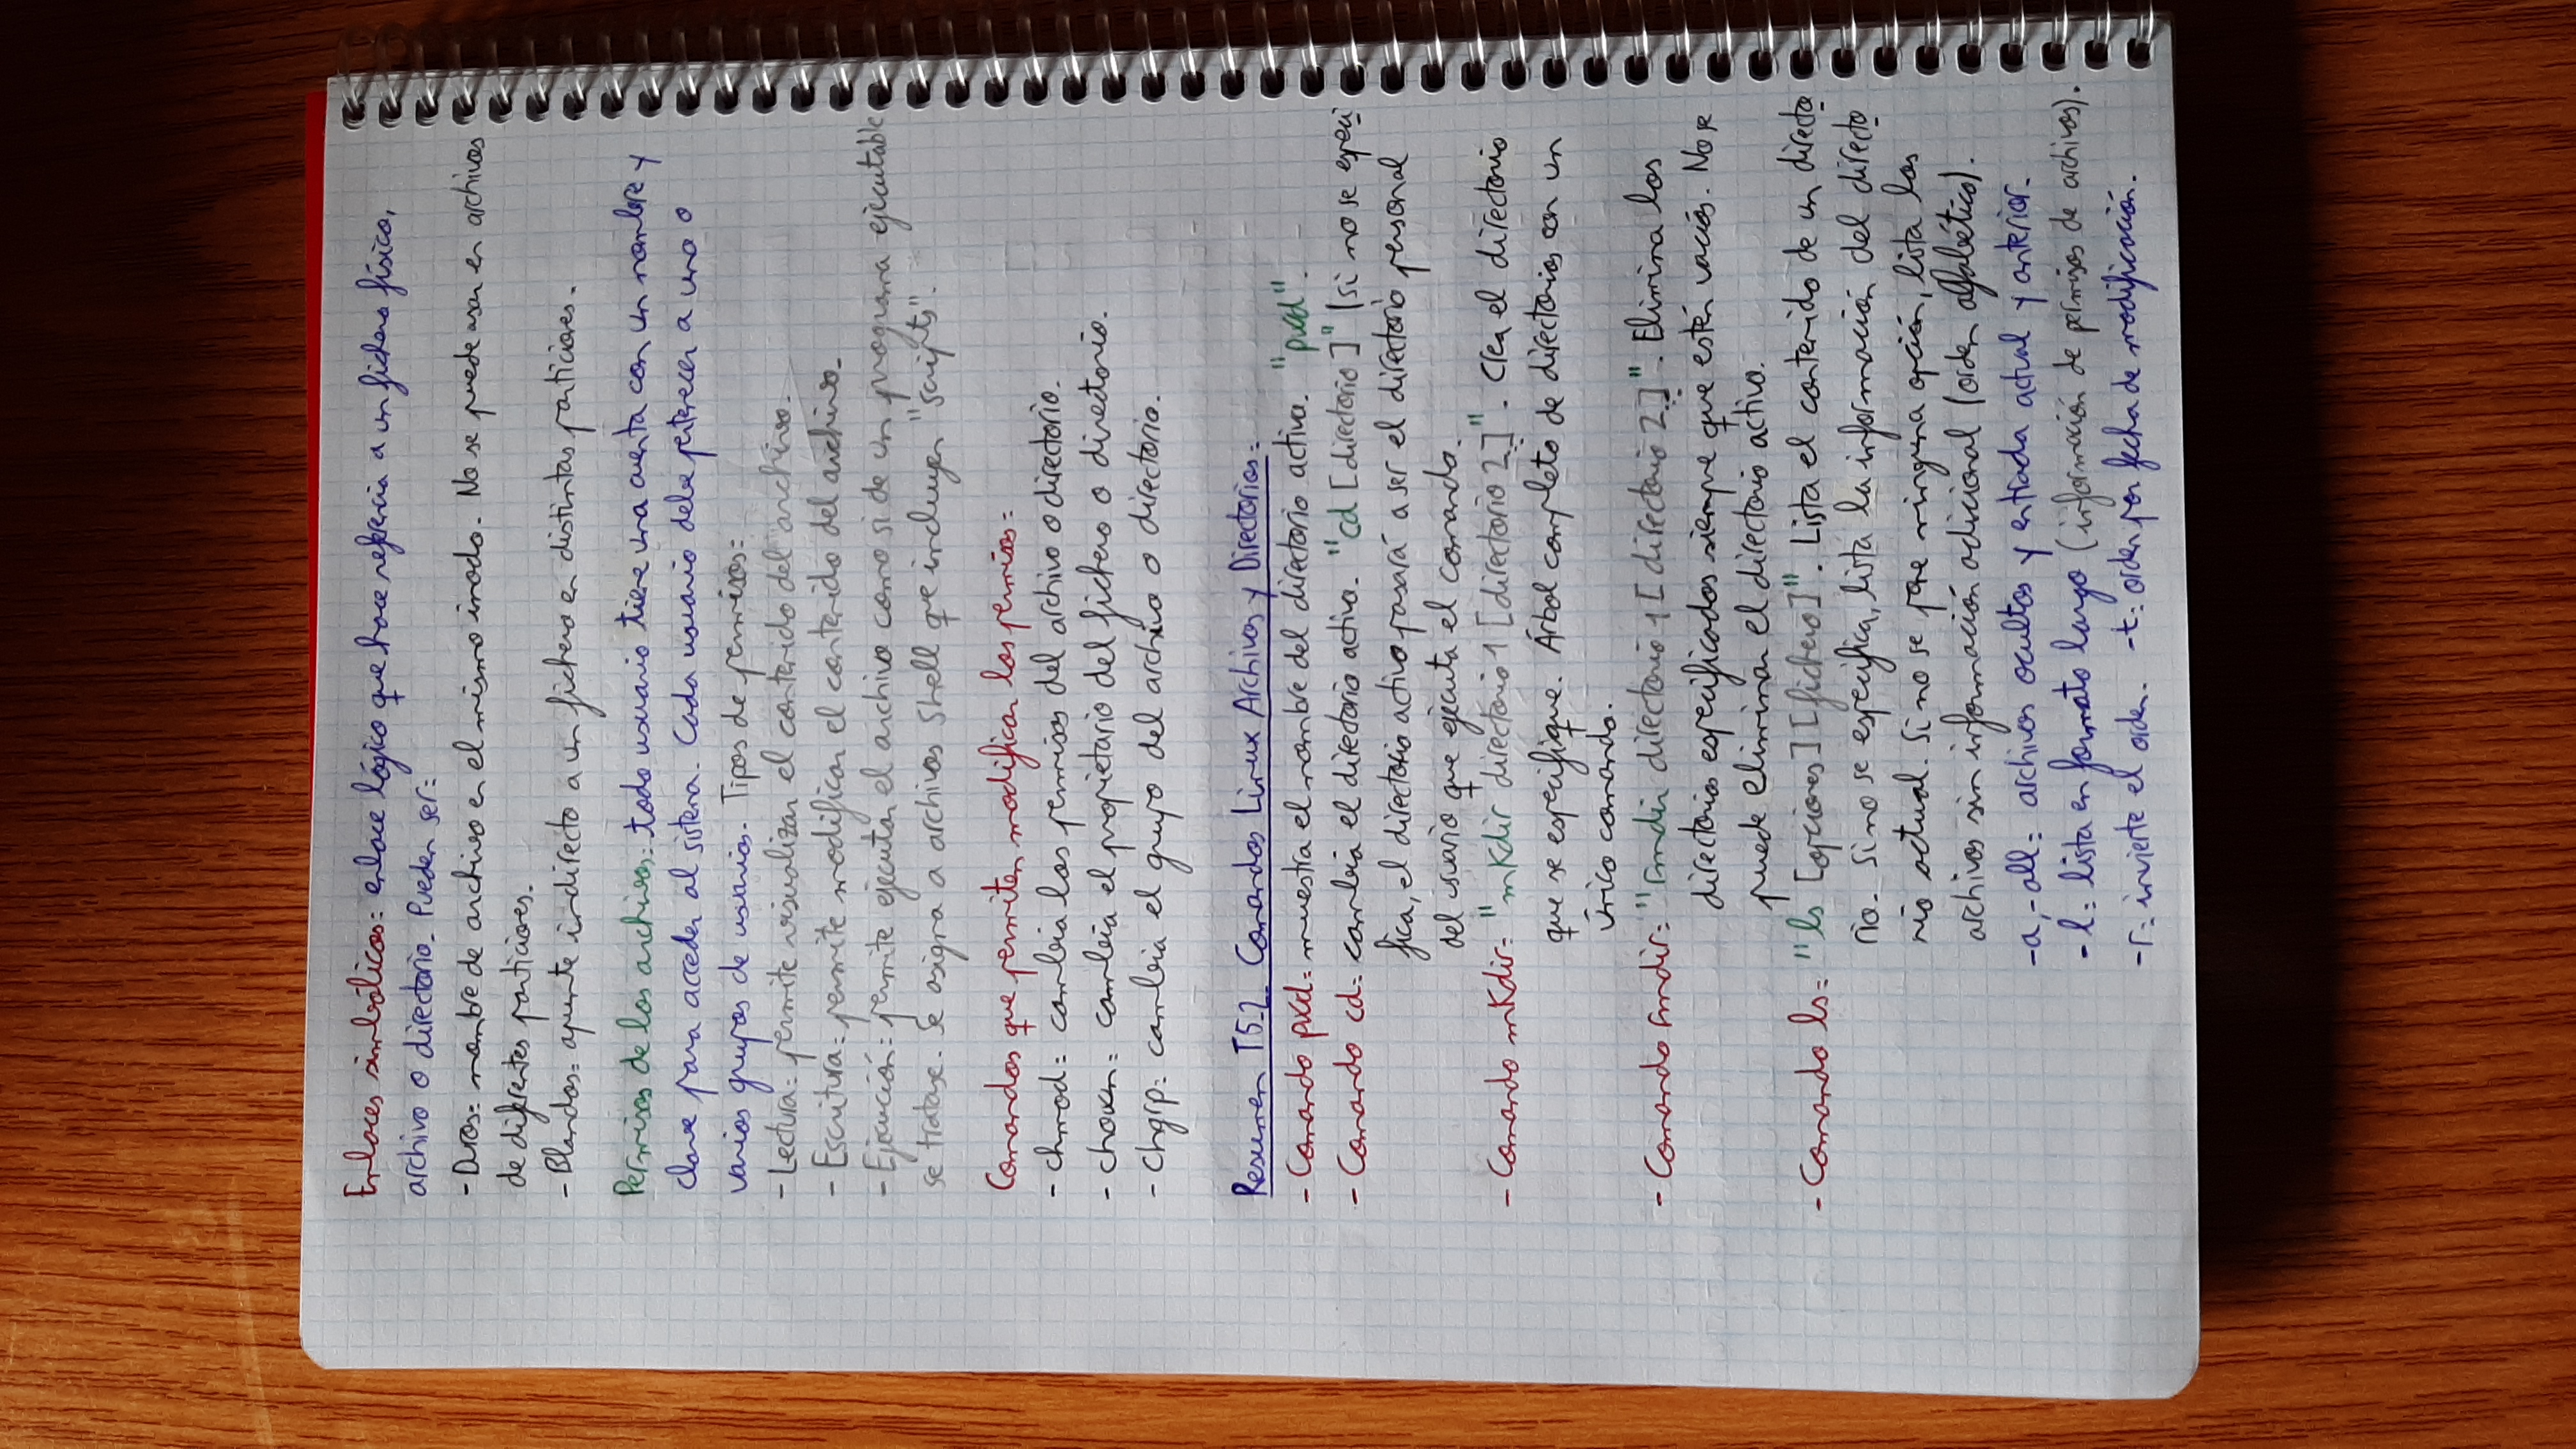 Enlaces simbólicos: enlace lógico que hace referencia a un fichero físico,
archivo o directorio. Pueden ser:
- Duros: nombre de archivo en el mismo inodo. No se puede usar en archivos
de diferentes particiones.
- Blandos: apunte indirecto a un fichero en distintas particiones.
Permisos de los archivos: todo usuario tiene una cuenta con un nombre y
clave para acceder al sistema. Cada usuario debe pertenecer a uno o
varios grupos de usuarios. Tipos de permisos:
- Lectura: permite visualizar el contenido del archivo.
- Escritura: permite modificar el contenido del archivo.
- Ejecución: permite ejecutar el archivo como si de un programa ejecutable
se tratase. Se asigna a archivos Shell que incluyen "scripts".
Comandos que permiten modificar los permisos:
- chmod: cambia los permisos del archivo o directorio.
- chown: cambia el propietario del fichero o directorio.
- chgrp: cambia el grupo del archivo o directorio.
Resumen T5.2. Comandos Linux Archivos y Directorios:
- Comando pwd: muestra el nombre del directorio activo. "pwd".
- Comando cd: cambia el directorio activo. "cd [directorio]" (si no se especi
fica, el directorio activo pasará a ser el directorio personal
del usuario que ejecuta el comando.
- Comando mkdir: "mkdir directorio 1 [directorio 2..]". Crea el directorio
que se especifique. Árbol completo de directorios con un
único comando.
- Comando rmdir: "rmdir directorio 1 [directorio 2..]". Elimina los
directorios especificados siempre que estén vacíos. No se
puede eliminar el directorio activo.
- Comando ls: "ls [opciones] [fichero]". Lista el contenido de un directo
rio. Si no se especifica, lista la información del directo
rio actual. Si no se pone ninguna opción, lista los
archivos sin información adicional (orden alfabético).
-a,-all: archivos ocultos y entrada actual y anterior.
-l: lista en formato largo (información de permisos de archivos).
-r: invierte el orden. -t: orden por fecha de modificación.